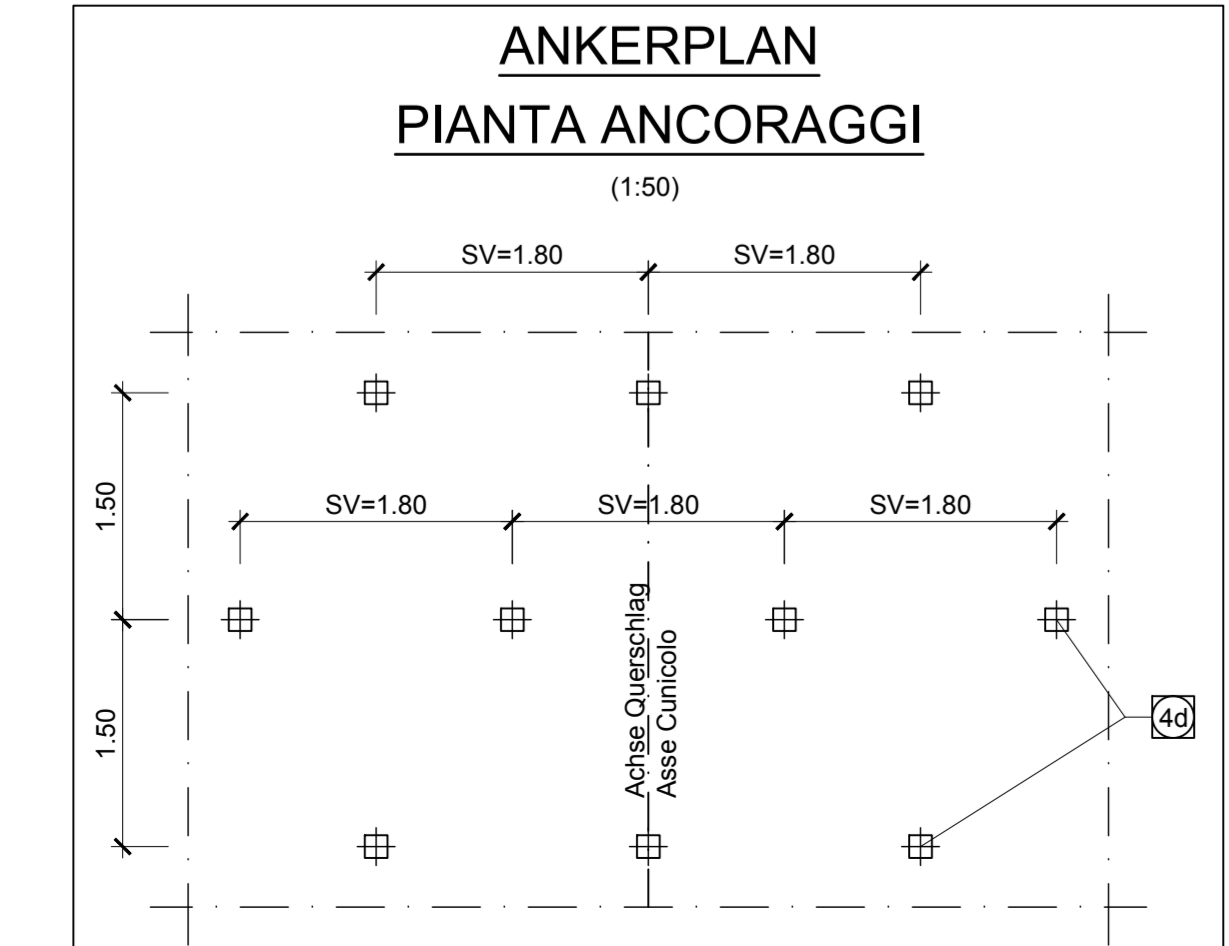 ANKERPLAN
PIANTA ANCORAGGI
(1:50)
SV=1.80 SV=1.80
1.50
SV=1.80 SV=1.80 SV=1.80
Achse Querschlag
Asse Cunicolo
1.50
4d